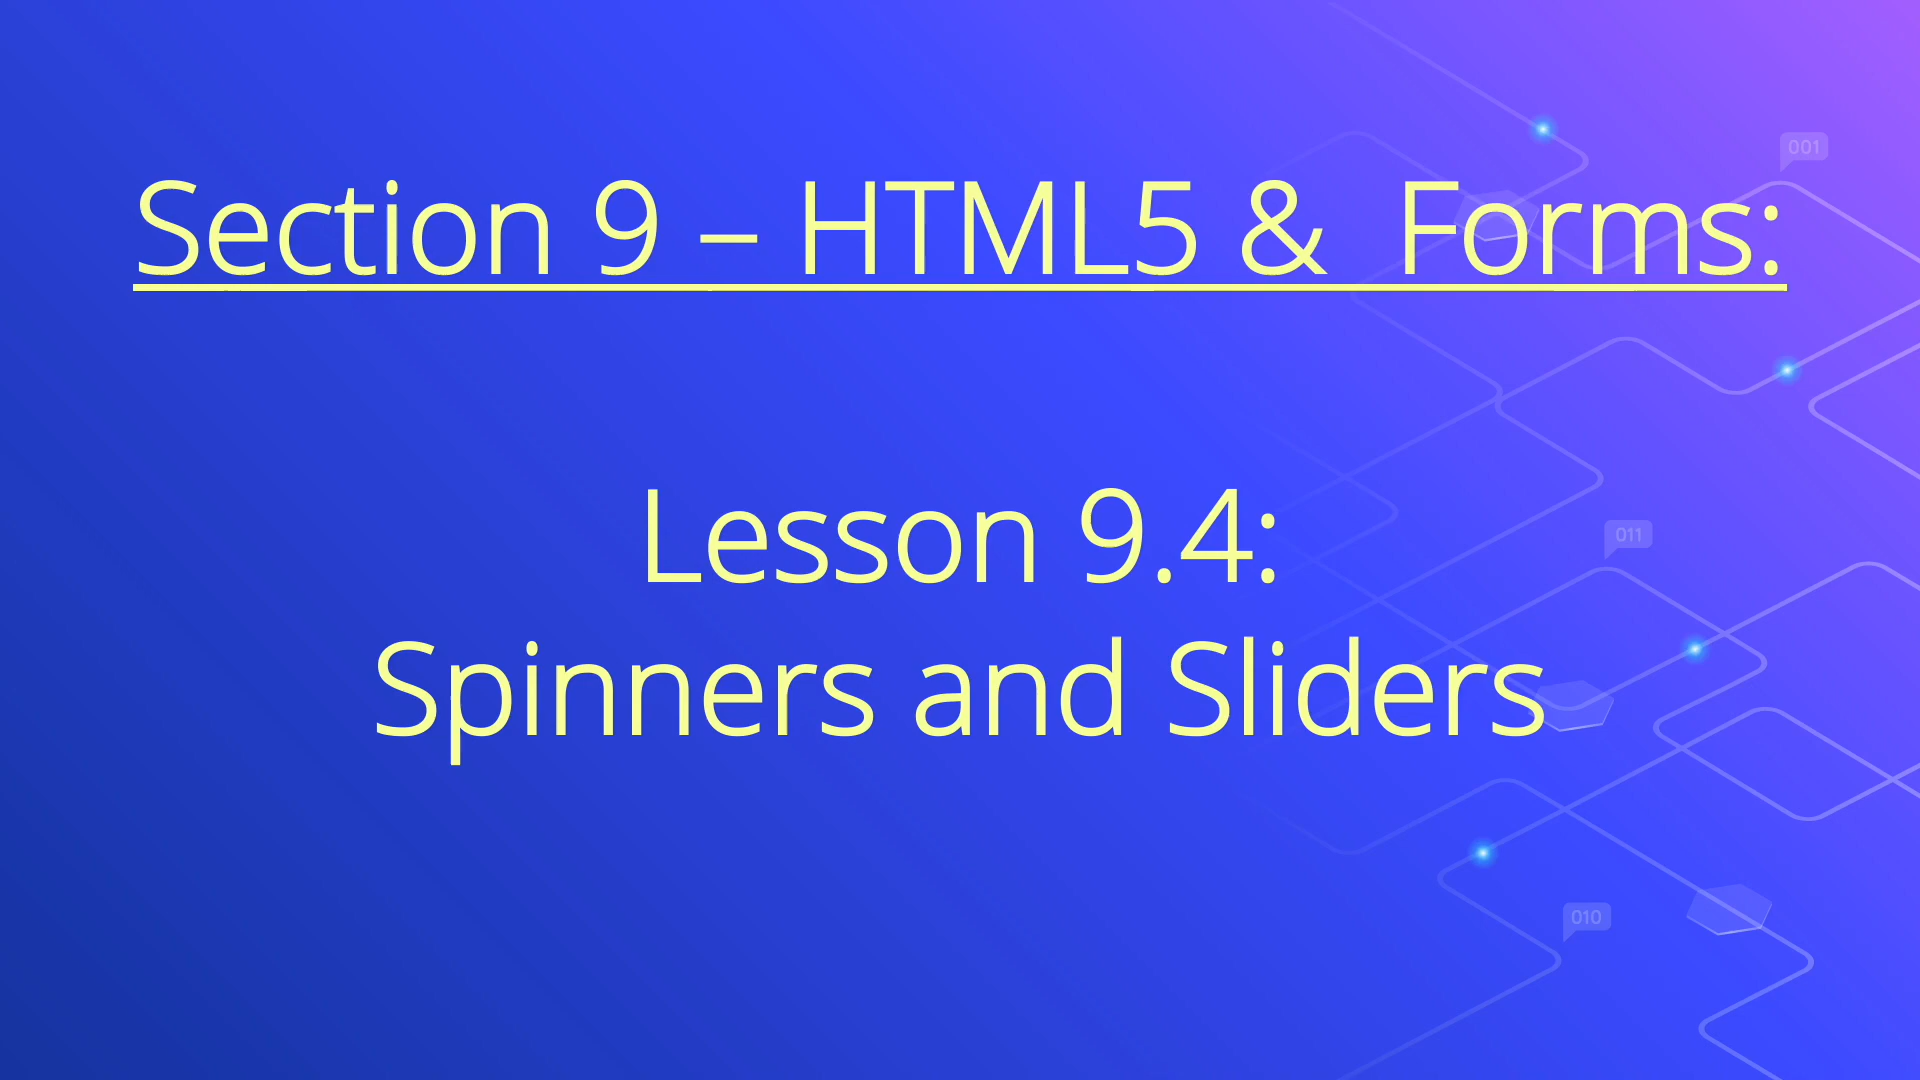 001
Section 9 – HTML5 &  Forms:
Lesson 9.4:
011
Spinners and Sliders
010